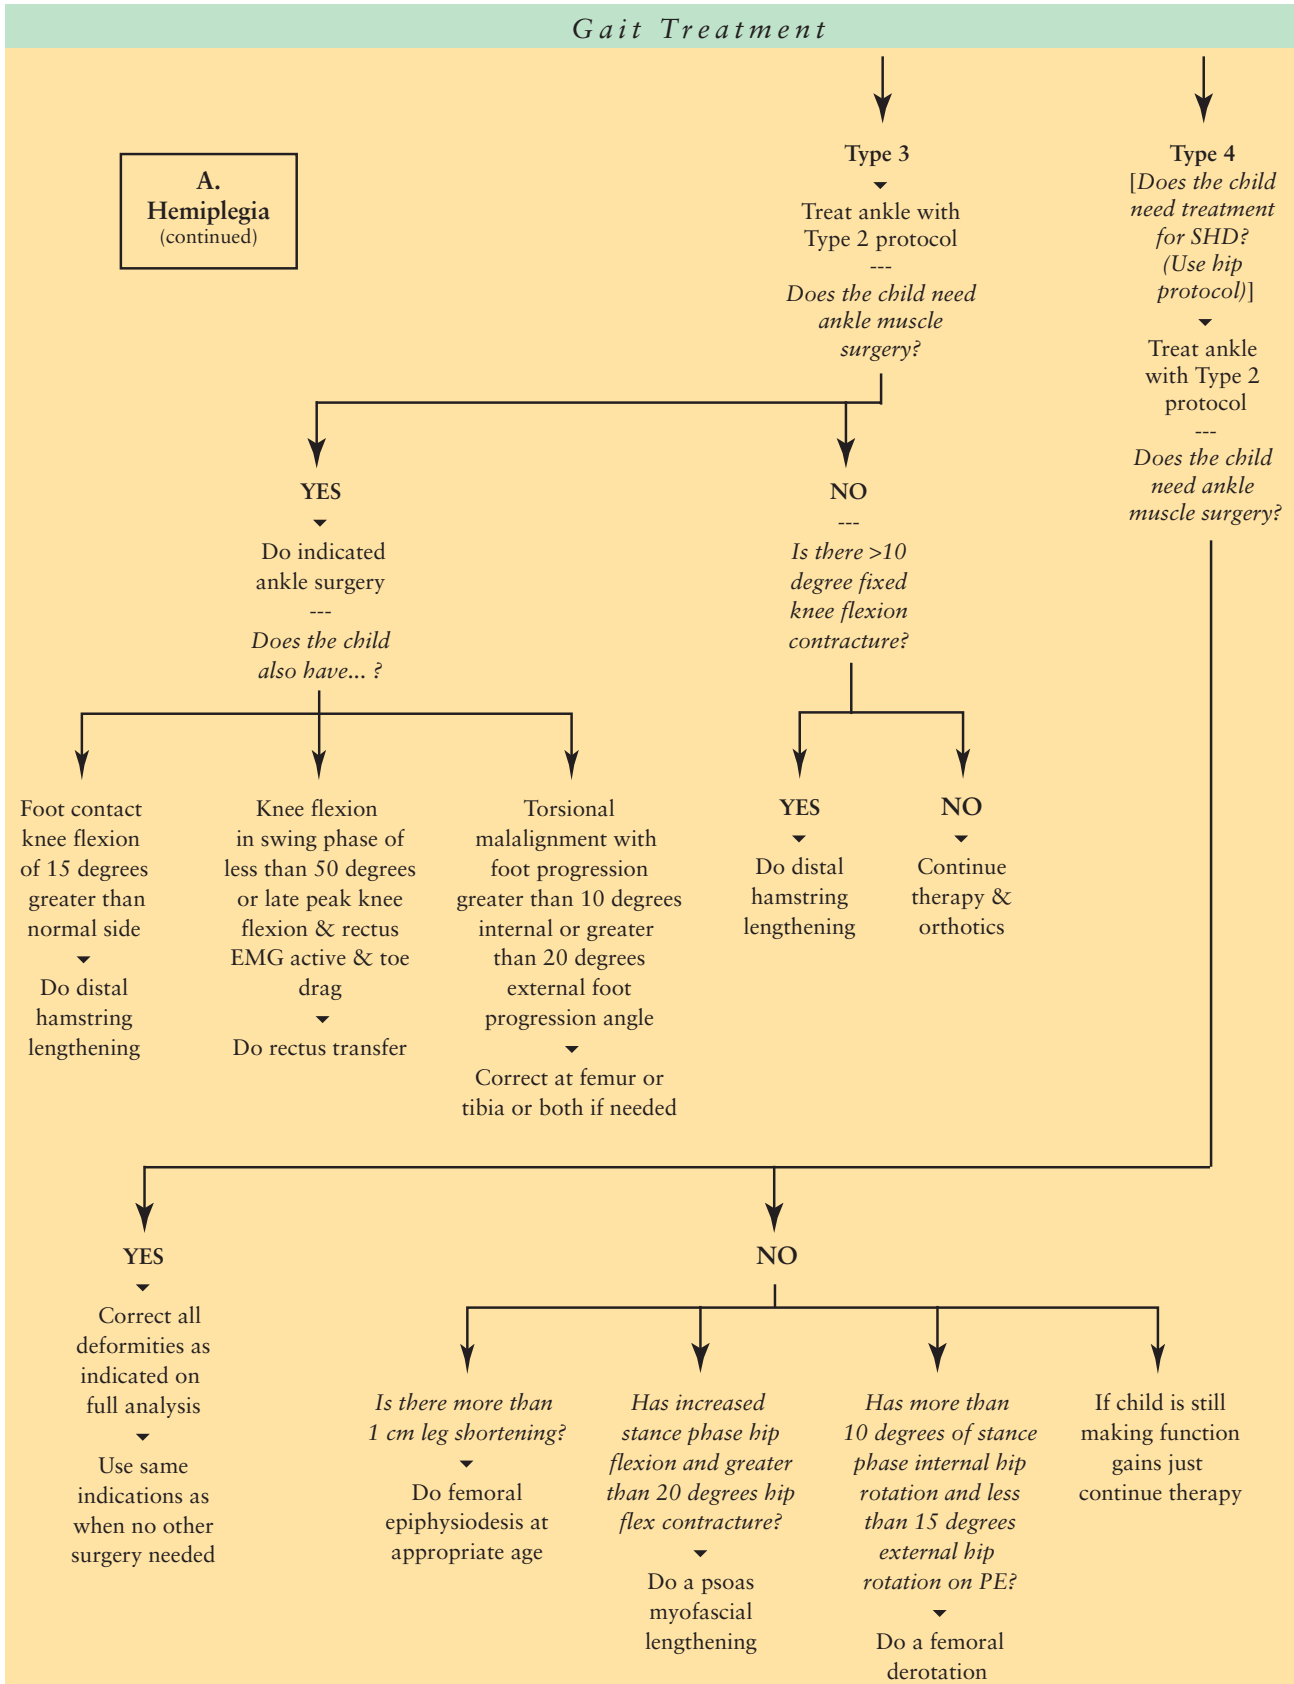 Gait Treatment
A.
Hemiplegia
(continued)
Type 3
Treat ankle with
Type 2 protocol
---
Does the child need
ankle muscle
surgery?
Type 4
[Does the child
need treatment
for SHD?
(Use hip
protocol)]
Treat ankle
with Type 2
protocol
---
Does the child
need ankle
muscle surgery?
YES
Do indicated
ankle surgery
---
Does the child
also have... ?
NO
---
Is there >10
degree fixed
knee flexion
contracture?
Foot contact
knee flexion
of 15 degrees
greater than
normal side
Do distal
hamstring
lengthening
Knee flexion
in swing phase of
less than 50 degrees
or late peak knee
flexion & rectus
EMG active & toe
drag
Do rectus transfer
Torsional
malalignment with
foot progression
greater than 10 degrees
internal or greater
than 20 degrees
external foot
progression angle
Correct at femur or
tibia or both if needed
YES
Do distal
hamstring
lengthening
NO
Continue
therapy &
orthotics
YES
Correct all
deformities as
indicated on
full analysis
Use same
indications as
when no other
surgery needed
NO
Is there more than
1 cm leg shortening?
Do femoral
epiphysiodesis at
appropriate age
Has increased
stance phase hip
flexion and greater
than 20 degrees hip
flex contracture?
Do a psoas
myofascial
lengthening
Has more than
10 degrees of stance
phase internal hip
rotation and less
than 15 degrees
external hip
rotation on PE?
Do a femoral
derotation
If child is still
making function
gains just
continue therapy